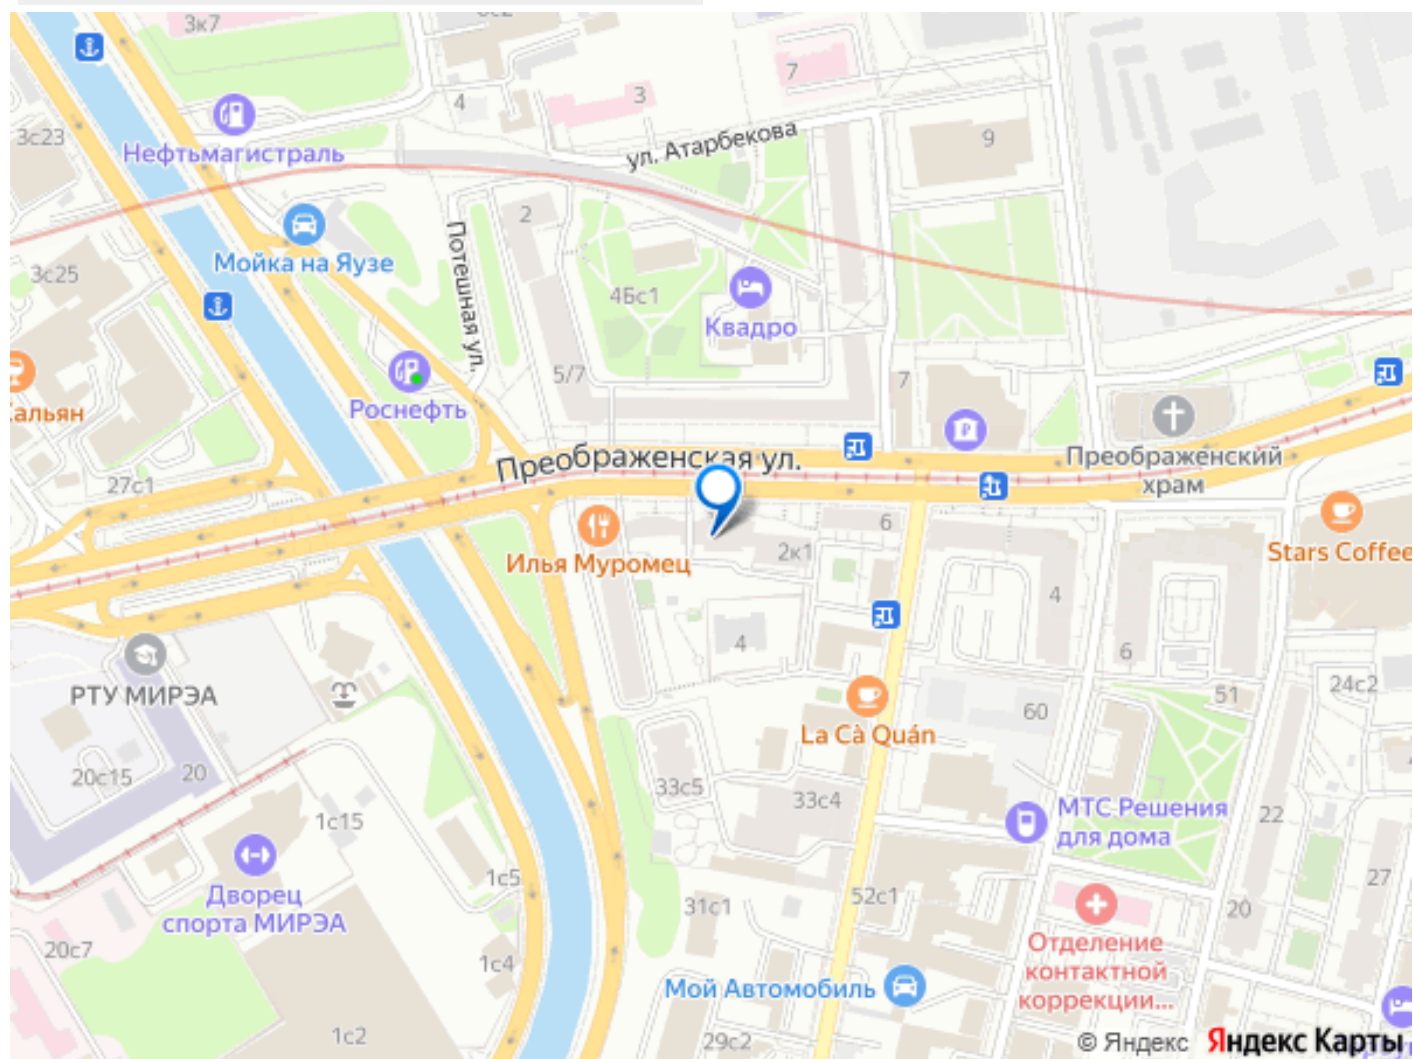 3к7
3с23
Нефтьмагистраль
4
3
7
ул. Атарбекова
9
3с25
Мойка на Яузе
Потешная ул.
2
4Бс1
Квадро
Роснефть
5/7
7
кальян
27с1
Преображенская ул.
Преображенский
храм
Илья Муромец
2к1
6
Stars Coffee
4
4
6
РТУ МИРЭА
20с15
20
La Cà Quán
60
51
24с2
33с5
33с4
МТС Решения
для дома
22
1с15
Дворец
спорта МИРЭА
1с5
31с1
52с1
27
20
20с7
1с4
Отделение
контактной
коррекции...
Мой Автомобиль
1с2
29с2
© Яндекс Яндекс Карты